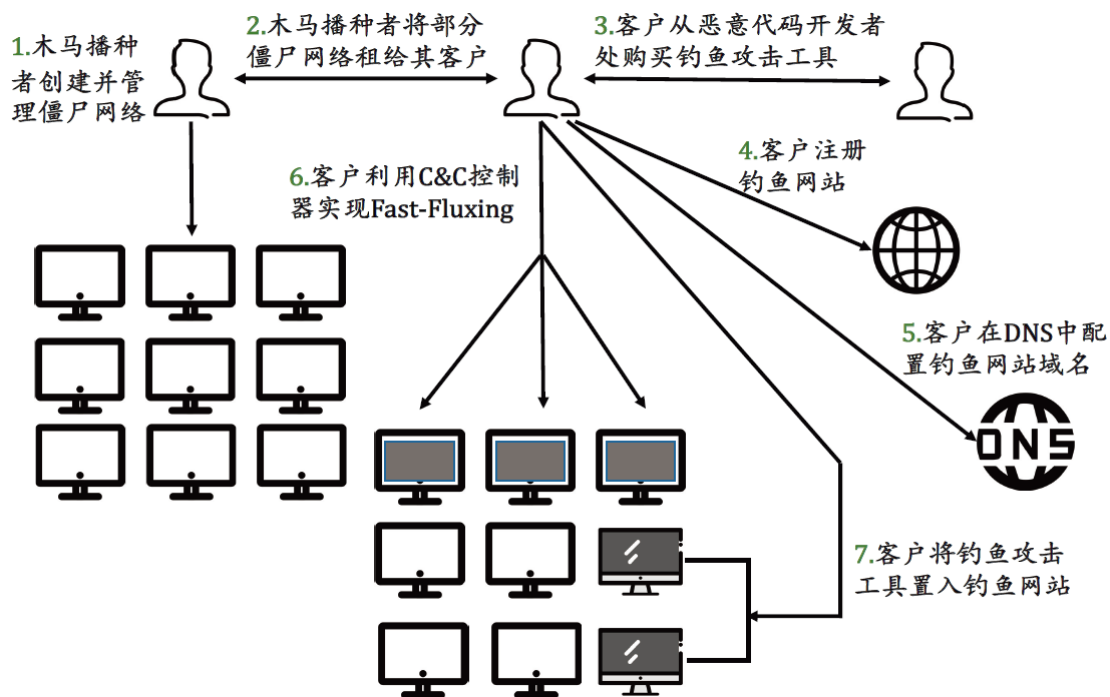 1.木马播种
者创建并管
理僵尸网络
2.木马播种者将部分
僵尸网络租给其客户
3.客户从恶意代码开发者
处购买钓鱼攻击工具
4.客户注册
钓鱼网站
5.客户在DNS中配
置钓鱼网站域名
DNS
6.客户利用C&C控制
器实现Fast-Fluxing
7.客户将钓鱼攻击
工具置入钓鱼网站